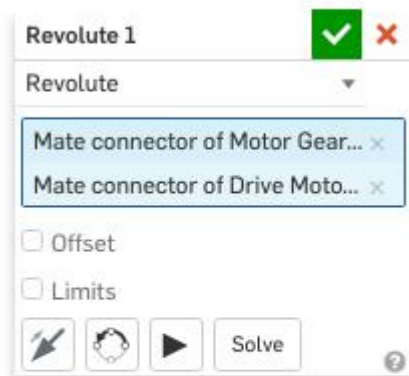 Revolute 1
Revolute
Mate connector of Motor Gear...
Mate connector of Drive Moto...
Offset
Limits
Solve